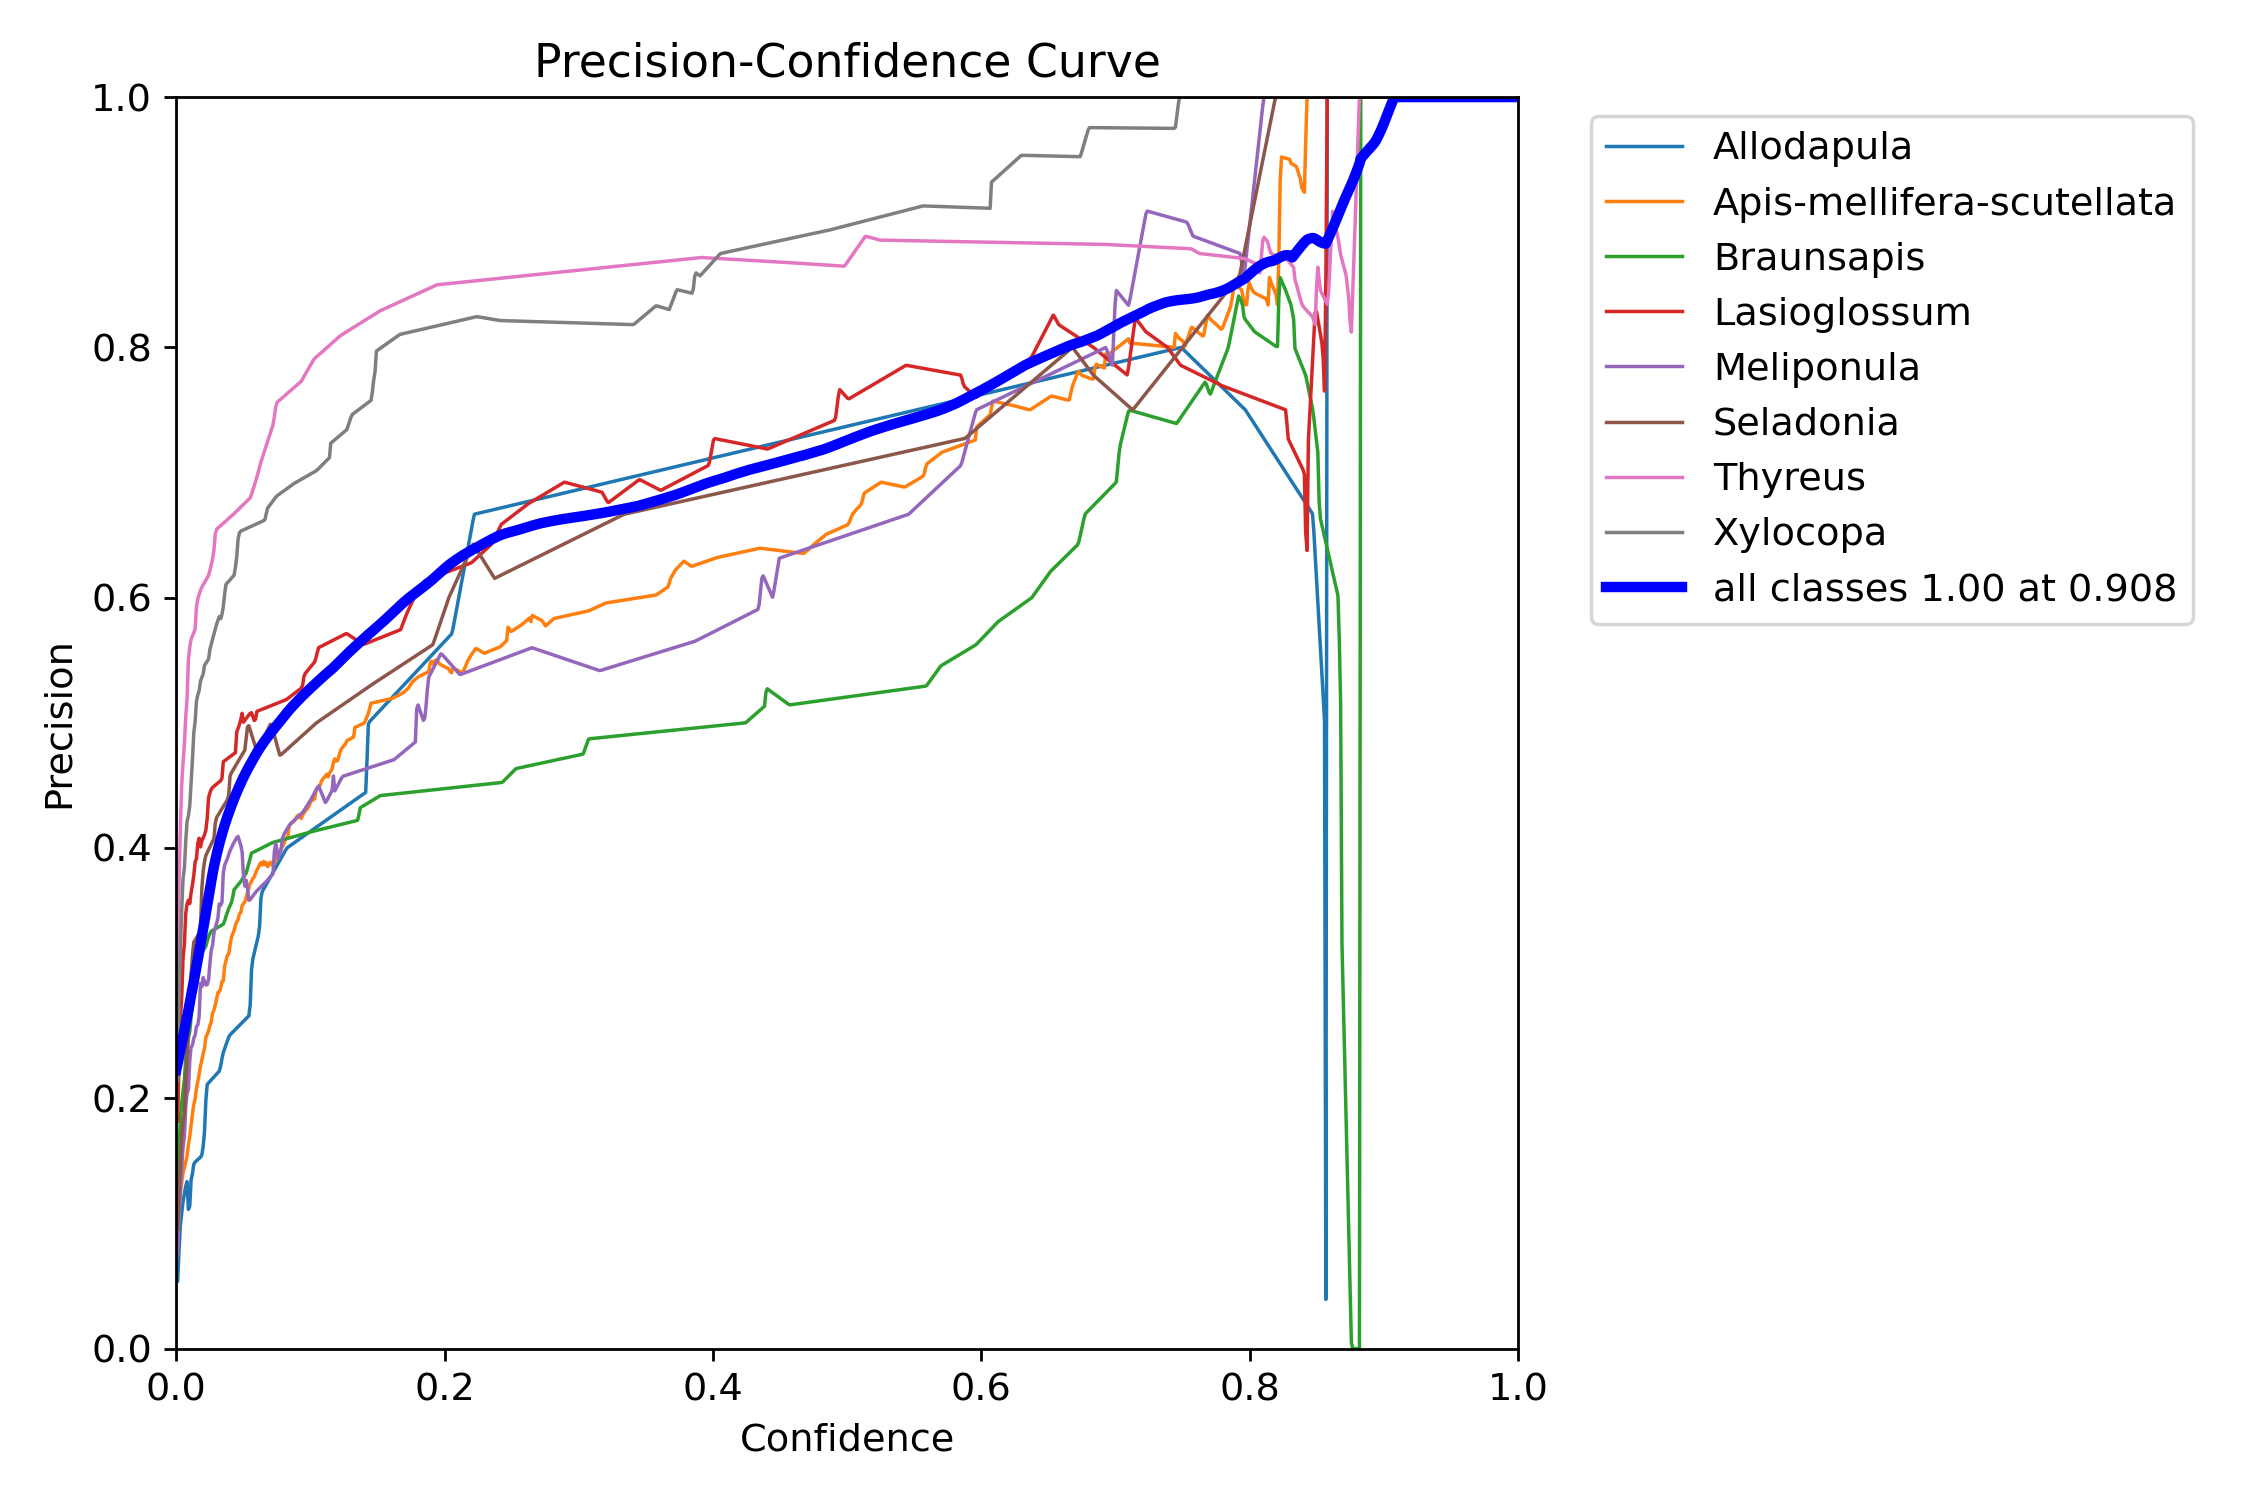 Precision-Confidence Curve
1.0
0.8
0.6
0.4
0.2
0.0
Precision
0.0 0.2 0.4 0.6 0.8 1.0
Confidence
Allodapula
Apis-mellifera-scutellata
Braunsapis
Lasioglossum
Meliponula
Seladonia
Thyreus
Xylocopa
all classes 1.00 at 0.908